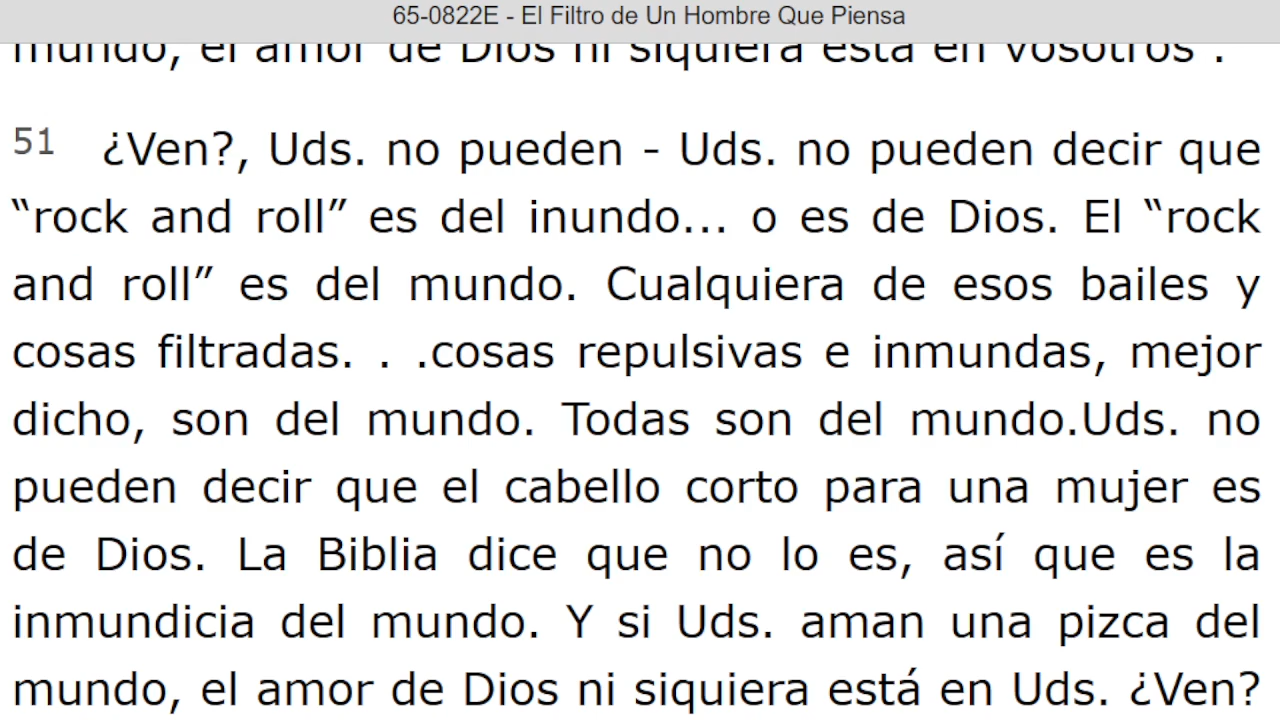 65-0822E - El Filtro de Un Hombre Que Piensa
mundo, el amor de Dios ni siquiera está en vosotros".
51 ¿Ven?, Uds. no pueden - Uds. no pueden decir que
“rock and roll” es del inundo... o es de Dios. El “rock
and roll” es del mundo. Cualquiera de esos bailes y
cosas filtradas. . .cosas repulsivas e inmundas, mejor
dicho, son del mundo. Todas son del mundo.Uds. no
pueden decir que el cabello corto para una mujer es
de Dios. La Biblia dice que no lo es, así que es la
inmundicia del mundo. Y si Uds. aman una pizca del
mundo, el amor de Dios ni siquiera está en Uds. ¿Ven?